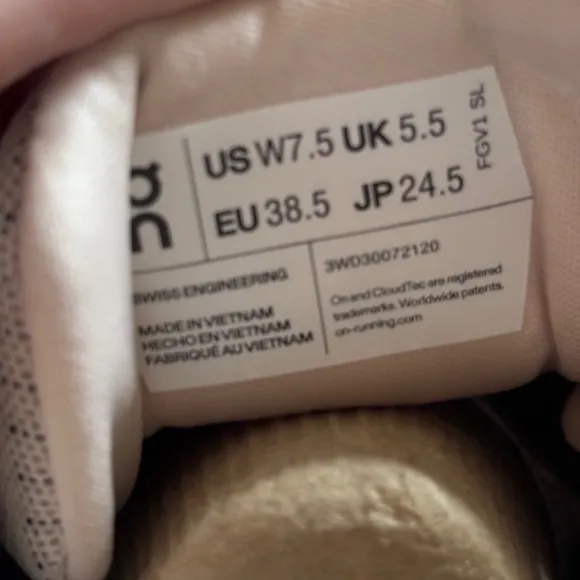 on
US W7.5 UK 5.5
EU 38.5 JP 24.5
FGV1 SL
SWISS ENGINEERING
MADE IN VIETNAM
HECHO EN VIETNAM
FABRIQUÉ AU VIETNAM
3WD30072120
On and CloudTec are registered
trademarks. Worldwide patents.
on-running.com